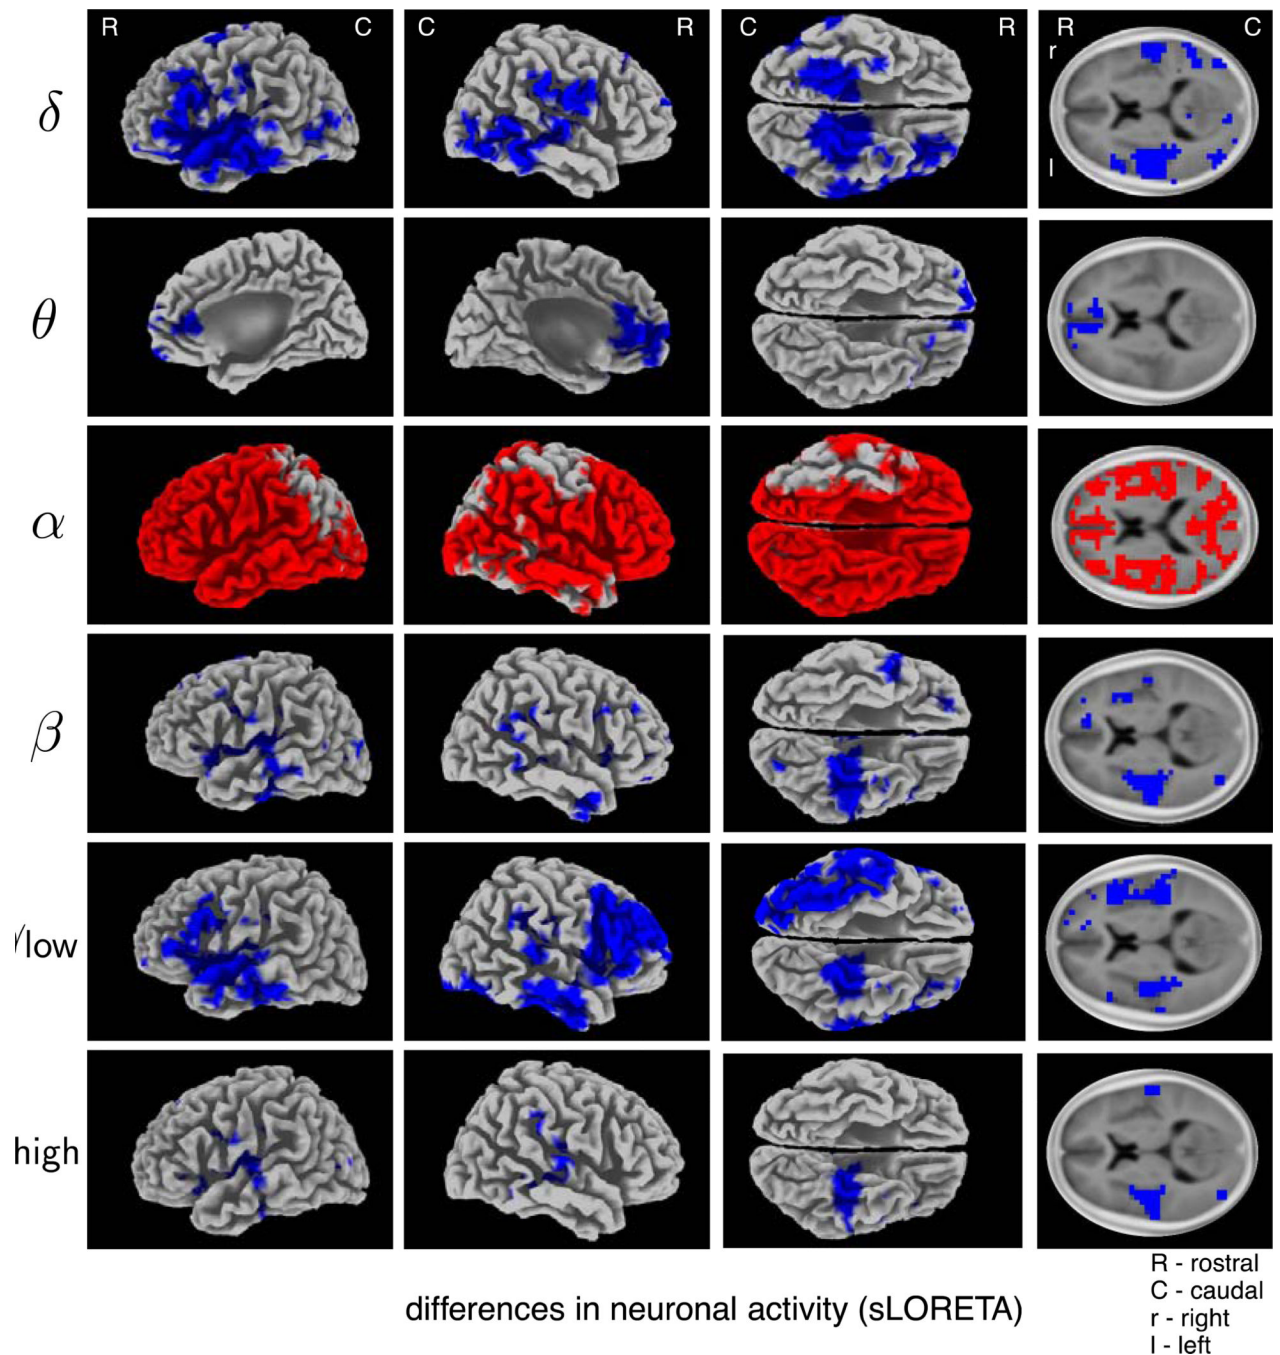 R C C R C R R C
r
δ
l
θ
α
β
low
high
R - rostral
C - caudal
differences in neuronal activity (sLORETA)
r - right
l - left